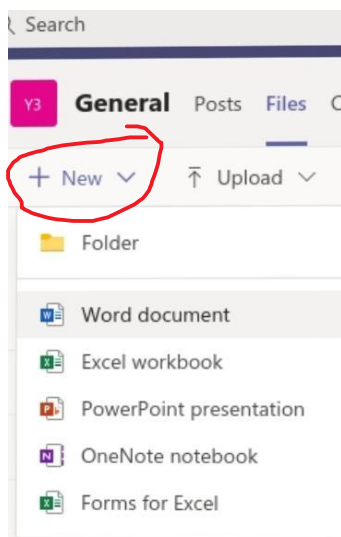 Search
Y3 General Posts Files
+ New Upload
Folder
Word document
Excel workbook
PowerPoint presentation
OneNote notebook
Forms for Excel